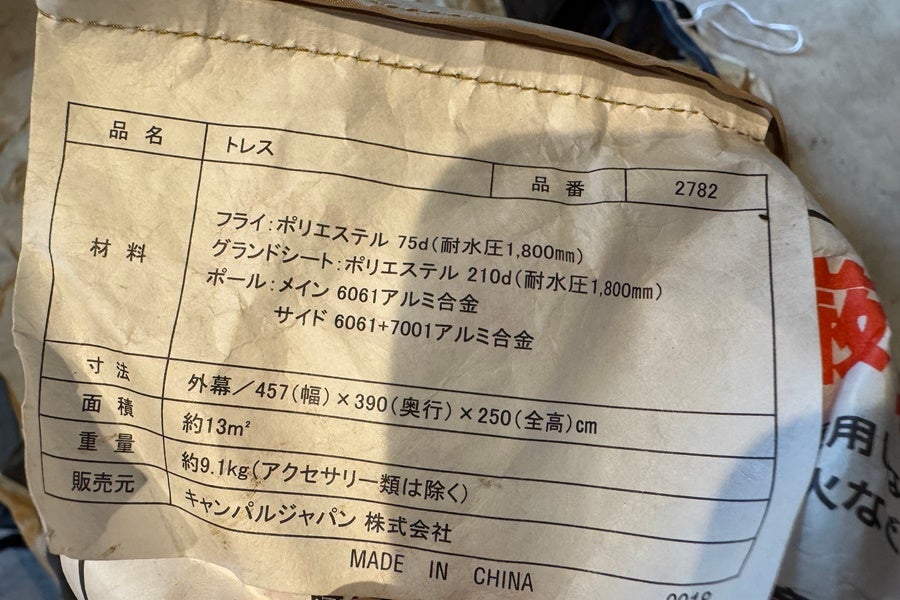 品名 トレス 品番 2782
材料
フライ:ポリエステル 75d(耐水圧1,800mm)
グランドシート:ポリエステル 210d(耐水圧1,800mm)
ポール:メイン 6061アルミ合金
サイド 6061+7001アルミ合金
寸法 外幕/457(幅)×390(奥行)×250(全高)cm
面積 約13m²
重量 約9.1kg(アクセサリー類は除く)
販売元 キャンパルジャパン 株式会社
MADE IN CHINA
用し
火な